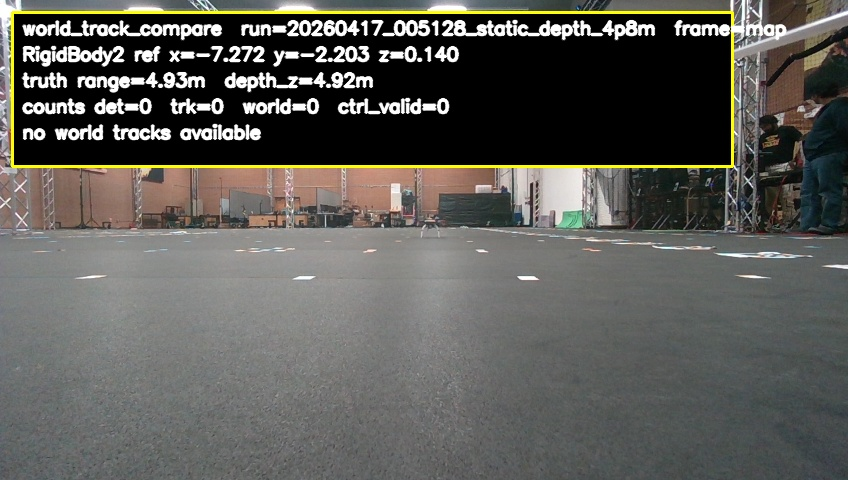 world_track_compare run=20260417_005128_static_depth_4p8m frame=map
RigidBody2 ref x=-7.272 y=-2.203 z=0.140
truth range=4.93m depth_z=4.92m
counts det=0 trk=0 world=0 ctrl_valid=0
no world tracks available